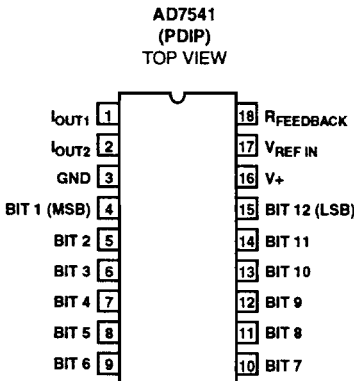 AD7541
(PDIP)
TOP VIEW
IOUT1 1
IOUT2 2
GND 3
BIT 1 (MSB) 4
BIT 2 5
BIT 3 6
BIT 4 7
BIT 5 8
BIT 6 9
18 RFEEDBACK
17 VREF IN
16 V+
15 BIT 12 (LSB)
14 BIT 11
13 BIT 10
12 BIT 9
11 BIT 8
10 BIT 7